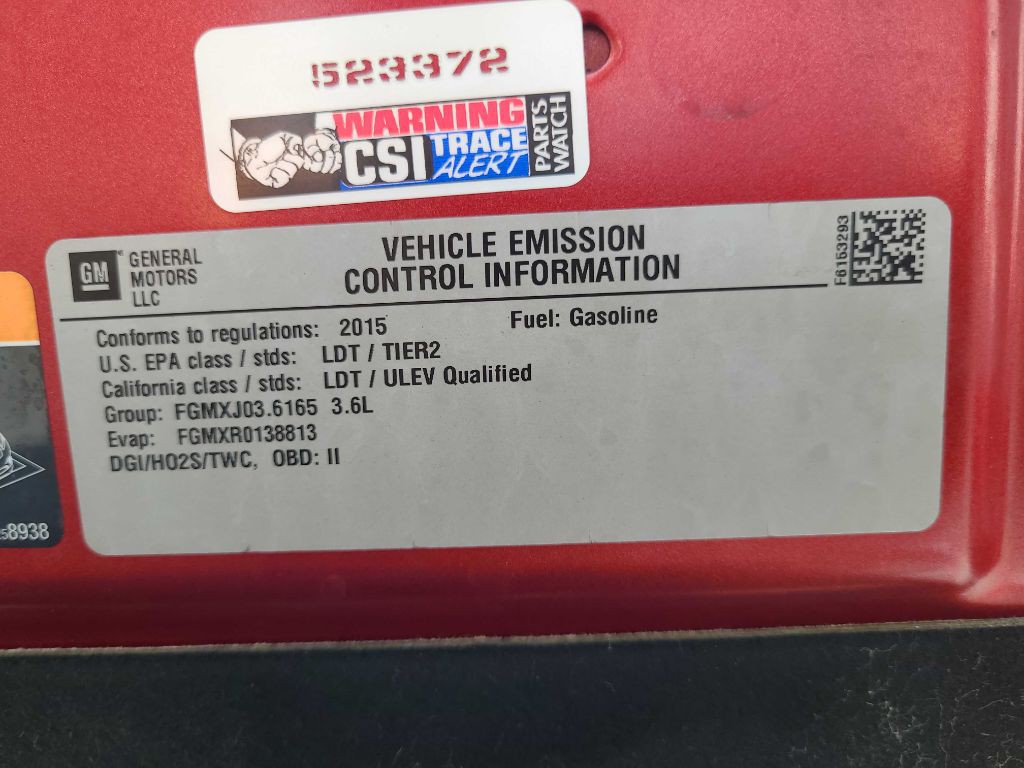 523372
WARNING
CSI TRACE
ALERT
PARTS
WATCH
GM
GENERAL
MOTORS
LLC
VEHICLE EMISSION
CONTROL INFORMATION
F6153293
Conforms to regulations: 2015 Fuel: Gasoline
U.S. EPA class / stds: LDT / TIER2
California class / stds: LDT / ULEV Qualified
Group: FGMXJ03.6165 3.6L
Evap: FGMXR0138813
DGI/HO2S/TWC, OBD: II